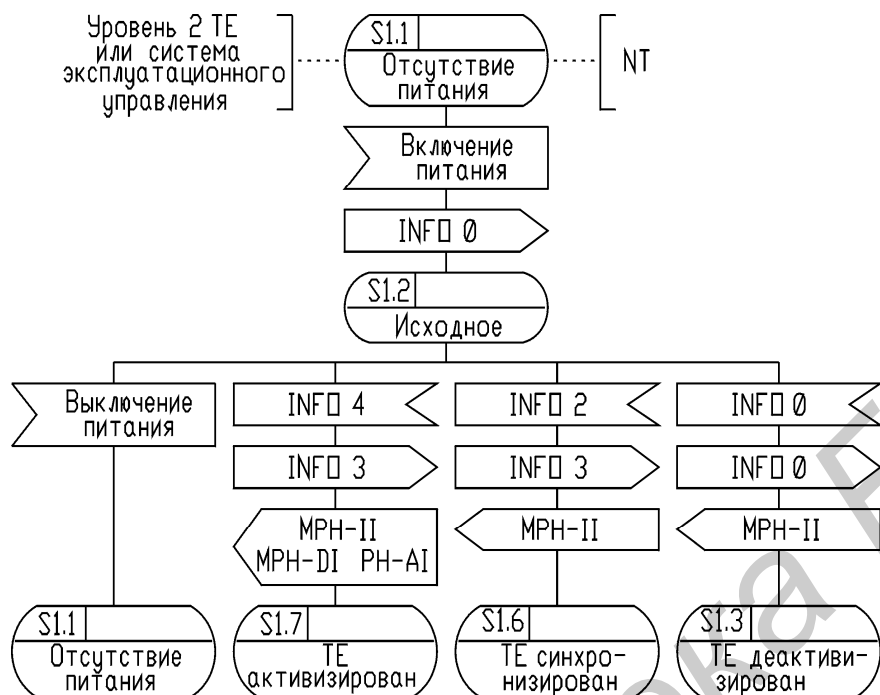 Уровень 2 TE
или система
эксплуатационного
управления
S1.1
Отсутствие
питания
NT
Включение
питания
INFO 0
S1.2
Исходное
Выключение
питания
INFO 4
INFO 2
INFO 0
INFO 3
INFO 3
INFO 0
MPH-II
MPH-DI PH-AI
MPH-II
MPH-II
S1.1
Отсутствие
питания
S1.7
TE
активизирован
S1.6
TE синхро-
низирован
S1.3
TE деактиви-
зирован